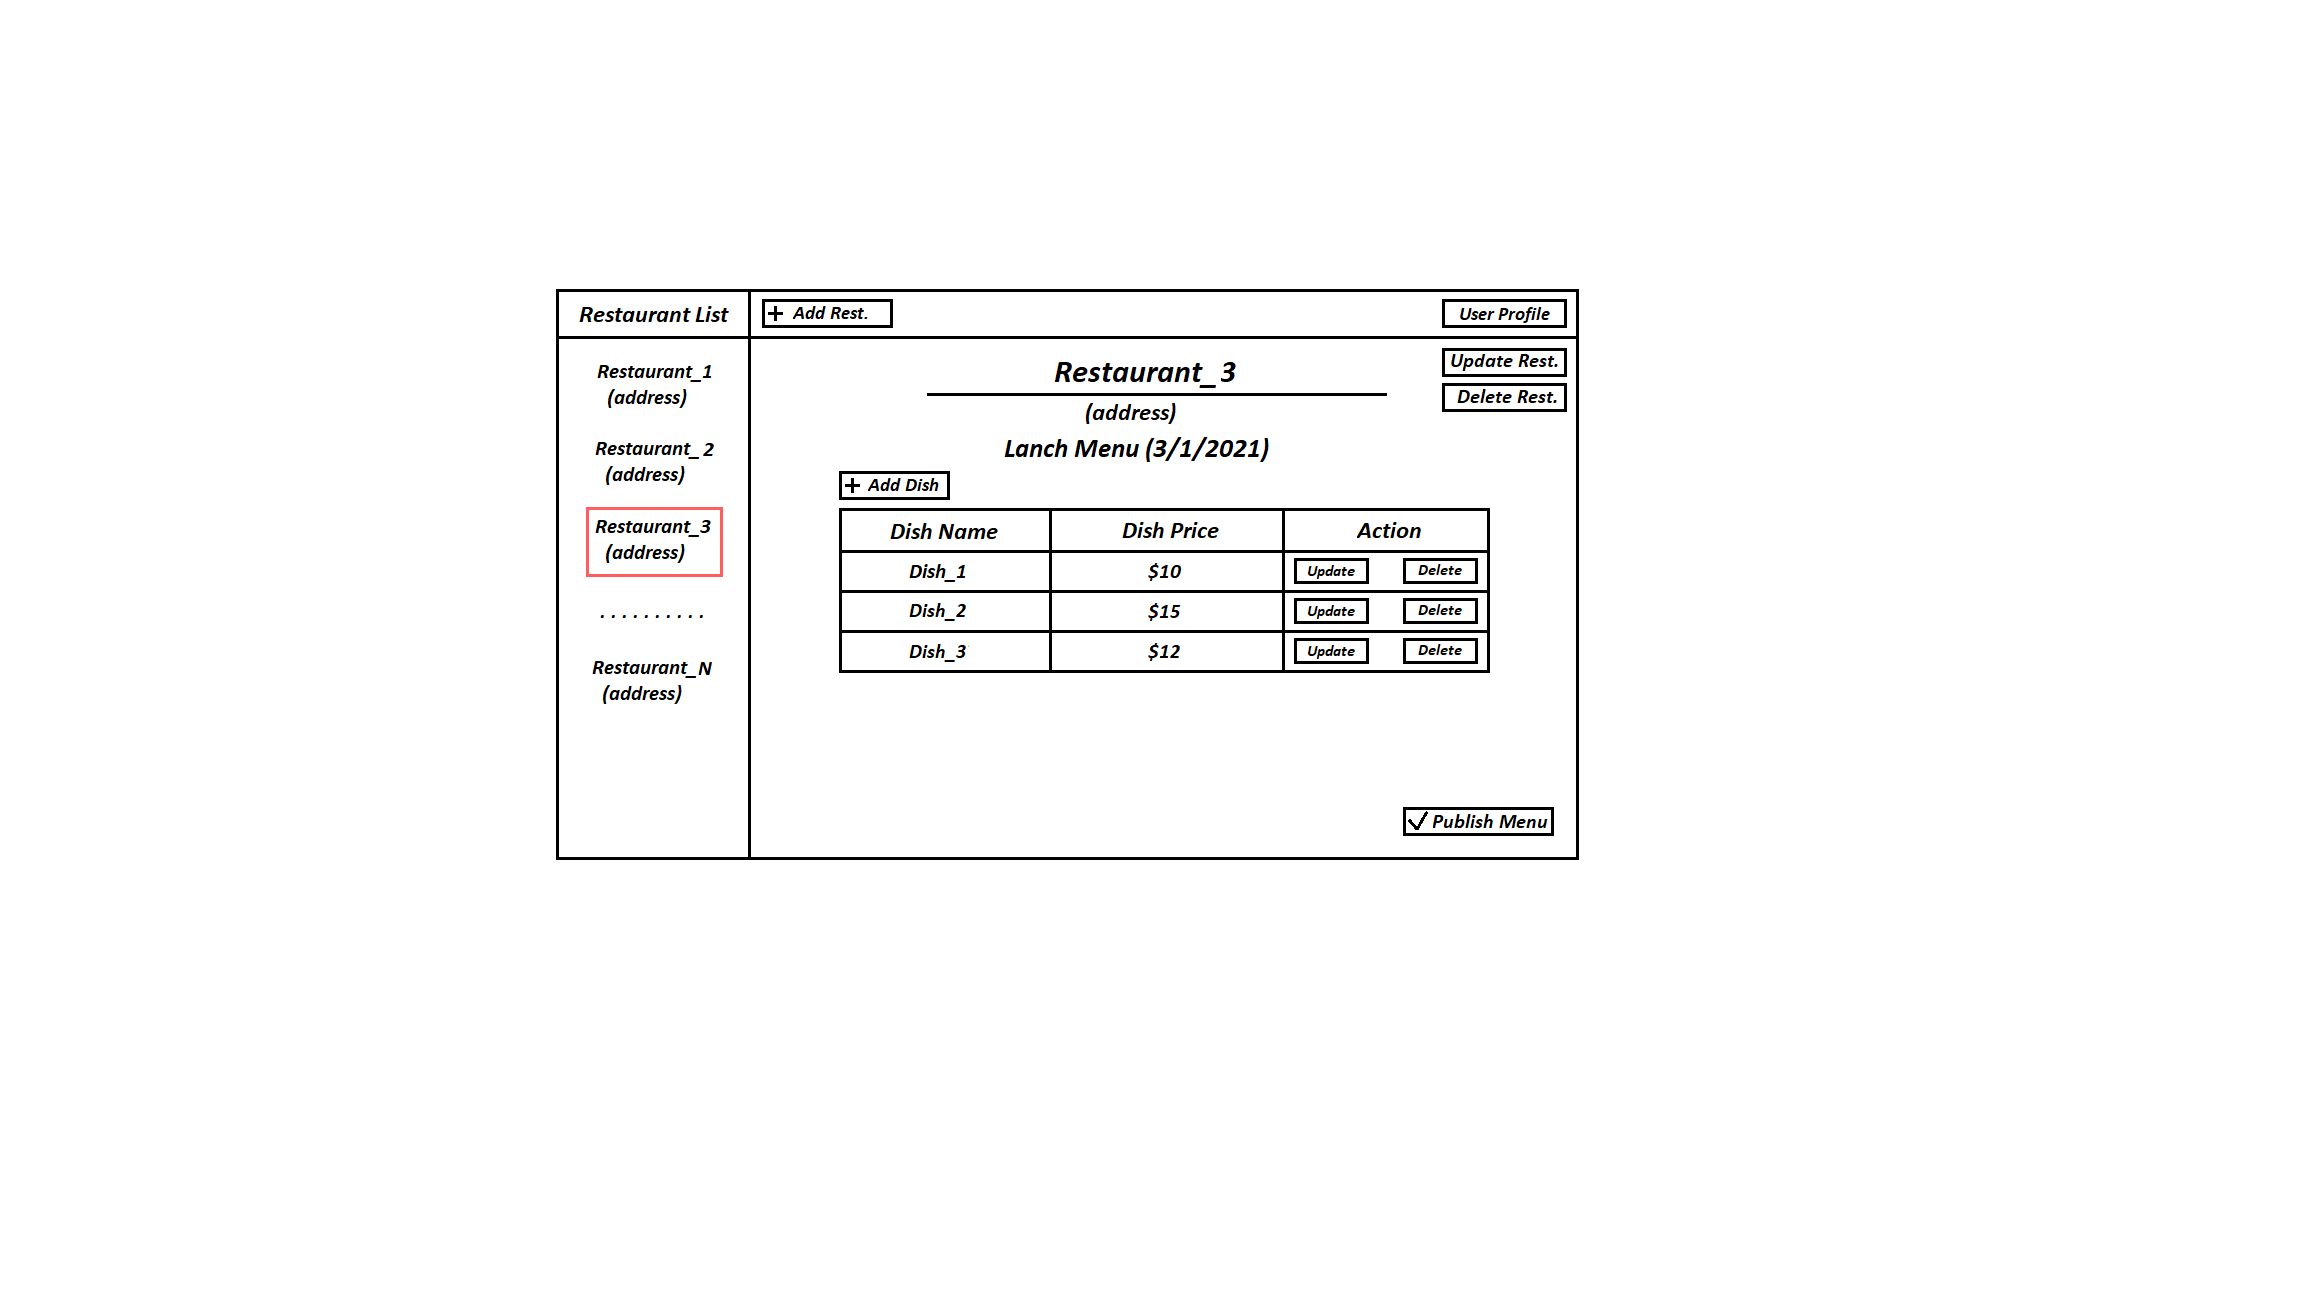 Restaurant List
+ Add Rest.
User Profile
Restaurant_1
(address)
Restaurant_2
(address)
Restaurant_3
(address)
. . . . . . . . . .
Restaurant_N
(address)
Restaurant_3
(address)
Lanch Menu (3/1/2021)
Update Rest.
Delete Rest.
+ Add Dish
Dish Name Dish Price Action
Dish_1 $10 Update Delete
Dish_2 $15 Update Delete
Dish_3 $12 Update Delete
✓ Publish Menu